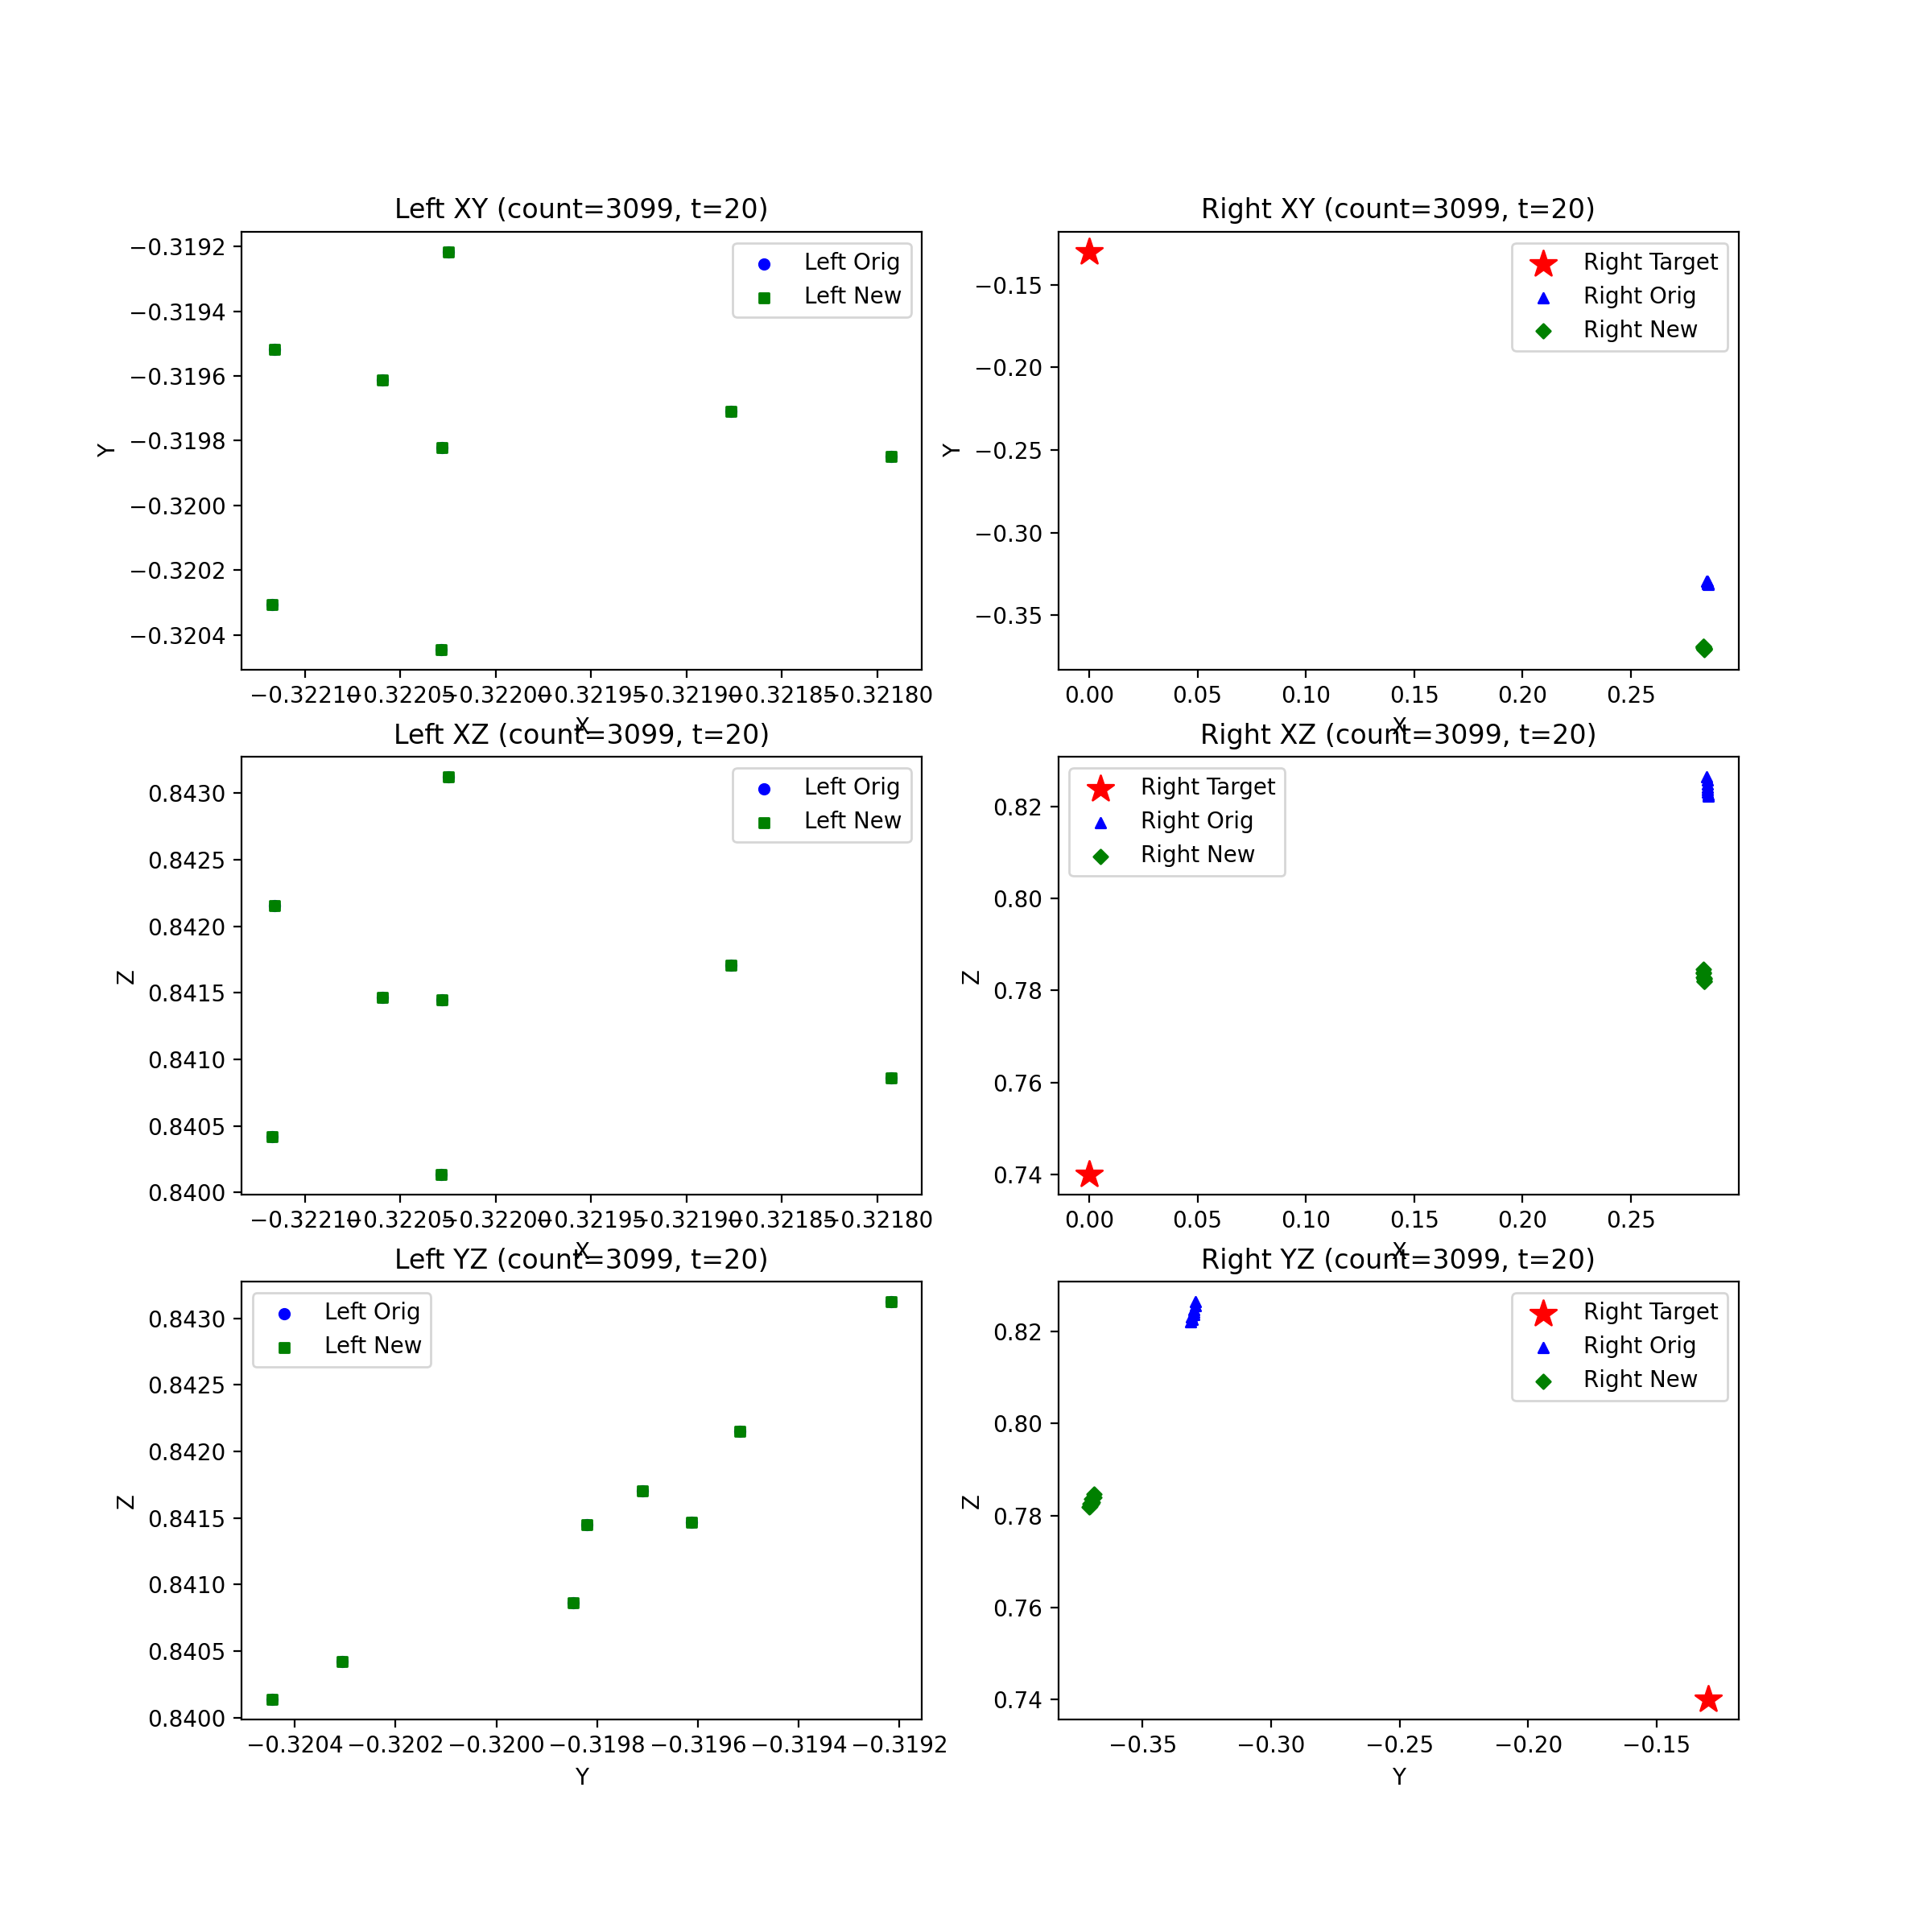 Left XY (count=3099, t=20)
−0.3192
−0.3194
−0.3196
−0.3198
−0.3200
−0.3202
−0.3204
Y
Left Orig
Left New
−0.32210 −0.32205 −0.32200 −0.32195 −0.32190 −0.32185 −0.32180
X
Right XY (count=3099, t=20)
−0.15
−0.20
−0.25
−0.30
−0.35
Y
Right Target
Right Orig
Right New
0.00 0.05 0.10 0.15 0.20 0.25
X
Left XZ (count=3099, t=20)
0.8430
0.8425
0.8420
0.8415
0.8410
0.8405
0.8400
Z
Left Orig
Left New
−0.32210 −0.32205 −0.32200 −0.32195 −0.32190 −0.32185 −0.32180
X
Right XZ (count=3099, t=20)
0.82
0.80
0.78
0.76
0.74
Z
Right Target
Right Orig
Right New
0.00 0.05 0.10 0.15 0.20 0.25
X
Left YZ (count=3099, t=20)
0.8430
0.8425
0.8420
0.8415
0.8410
0.8405
0.8400
Z
Left Orig
Left New
−0.3204 −0.3202 −0.3200 −0.3198 −0.3196 −0.3194 −0.3192
Y
Right YZ (count=3099, t=20)
0.82
0.80
0.78
0.76
0.74
Z
Right Target
Right Orig
Right New
−0.35 −0.30 −0.25 −0.20 −0.15
Y